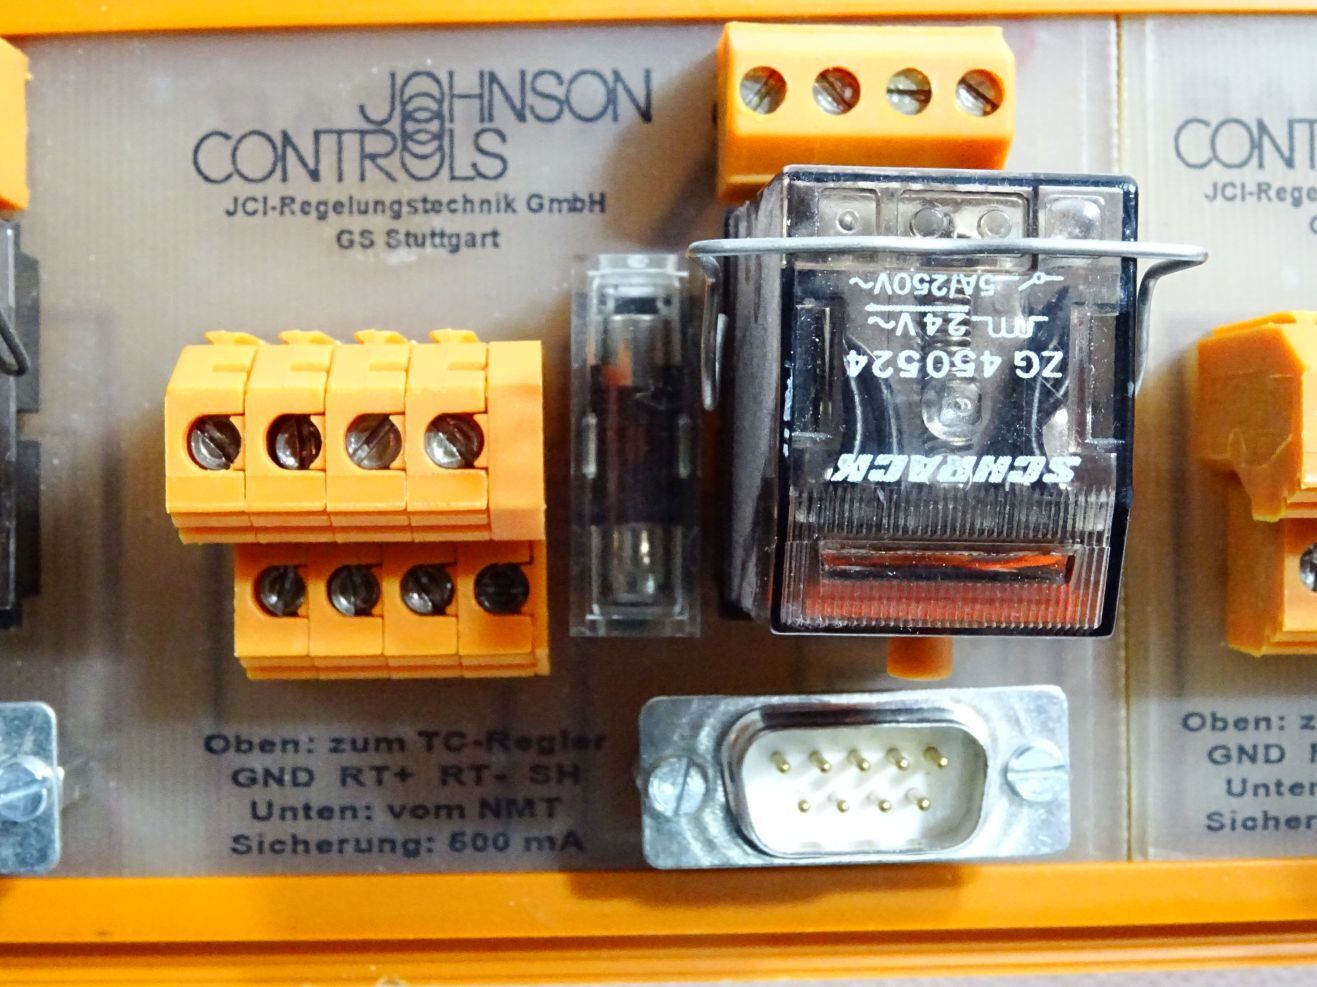 JOHNSON
CONTROLS
JCI-Regelungstechnik GmbH
GS Stuttgart
5A/250V~
24V~
ZG 450524
SCHRACK
Oben: zum TC-Regler
GND RT+ RT- SH
Unten: vom NMT
Sicherung: 500 mA
CONT
JCI-Rege
Oben: z
GND
Unten
Sicher